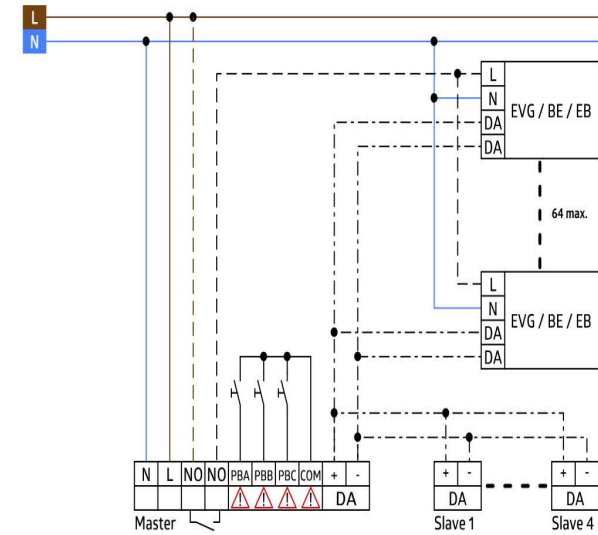 L
N
L
N
DA
DA
EVG / BE / EB
64 max.
L
N
DA
DA
EVG / BE / EB
N L NO NO PBA PBB PBC COM + -
! ! ! ! DA
Master
+ -
DA
Slave 1
+ -
DA
Slave 4